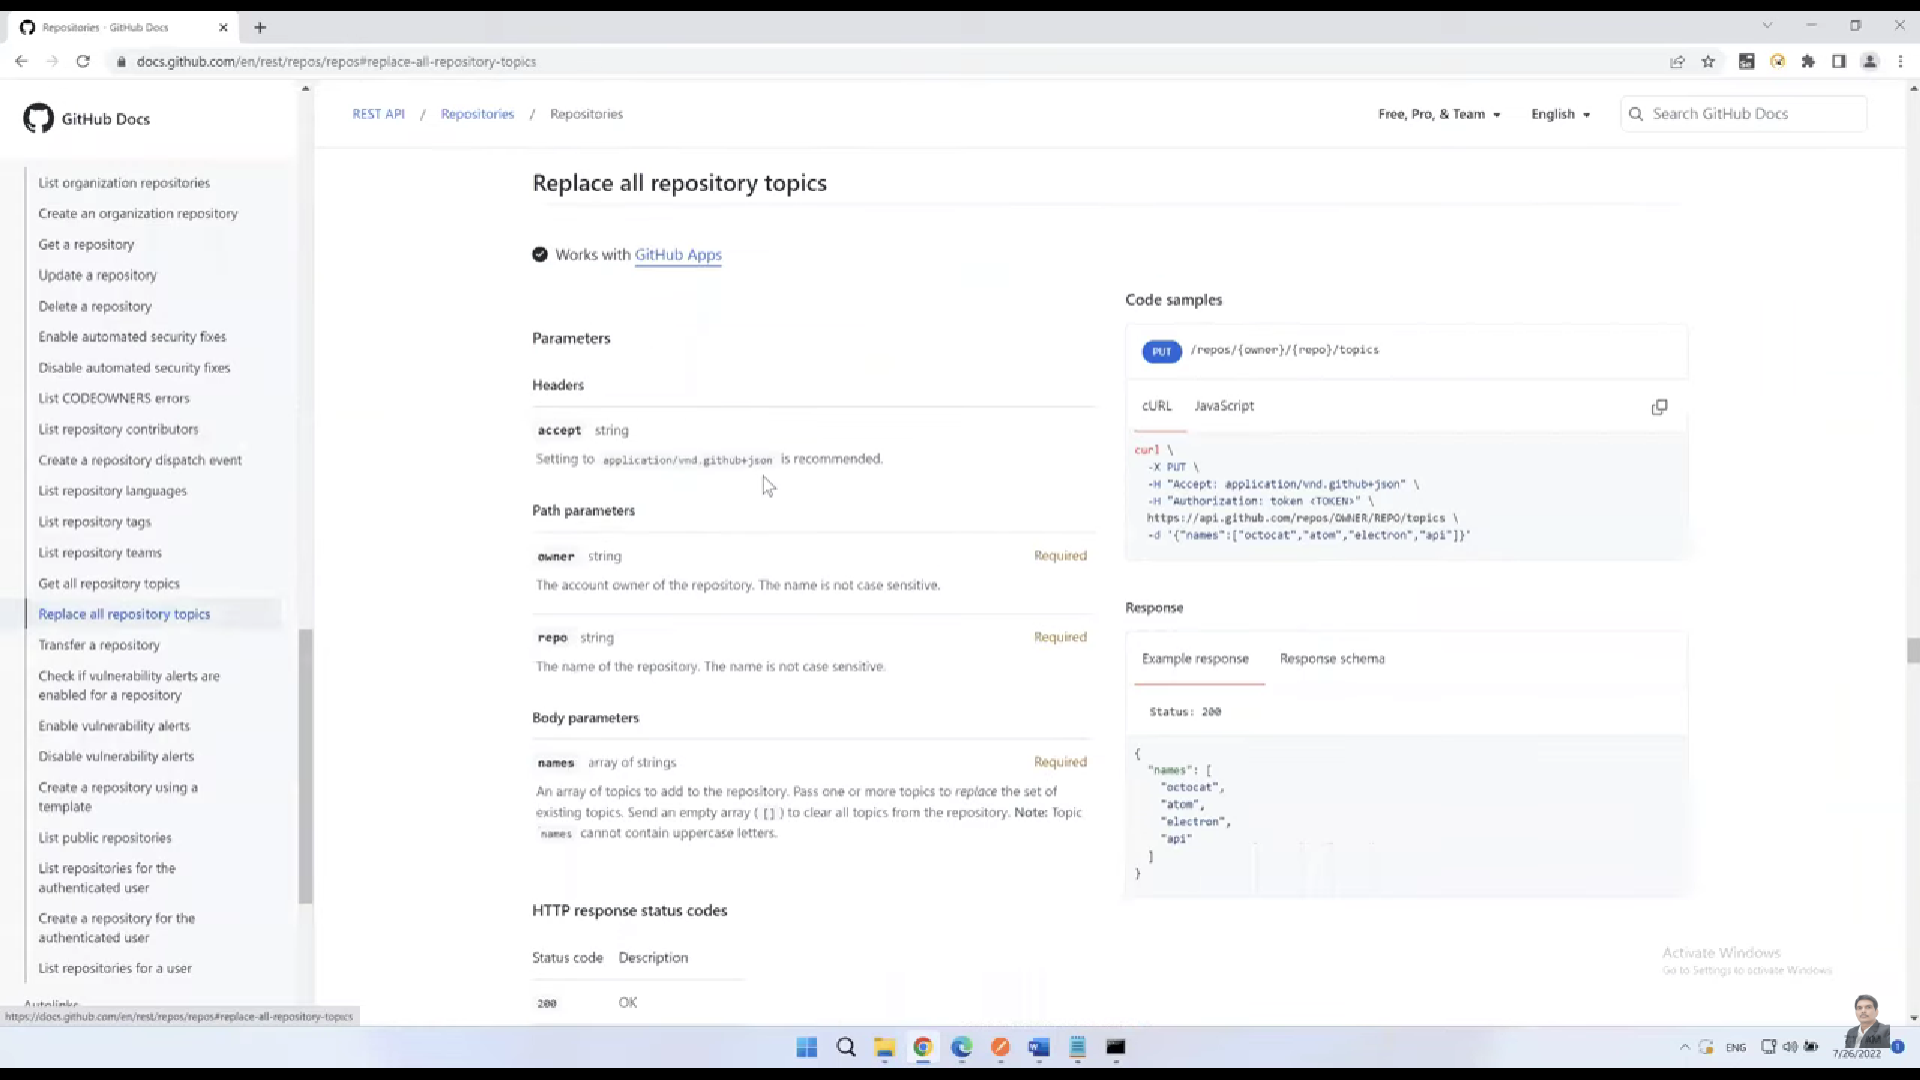 Repositories - GitHub Docs
docs.github.com/en/rest/repos/repos#replace-all-repository-topics
GitHub Docs
REST API / Repositories / Repositories
Free, Pro, & Team
English
Search GitHub Docs
List organization repositories
Create an organization repository
Get a repository
Update a repository
Delete a repository
Enable automated security fixes
Disable automated security fixes
List CODEOWNERS errors
List repository contributors
Create a repository dispatch event
List repository languages
List repository tags
List repository teams
Get all repository topics
Replace all repository topics
Transfer a repository
Check if vulnerability alerts are
enabled for a repository
Enable vulnerability alerts
Disable vulnerability alerts
Create a repository using a
template
List public repositories
List repositories for the
authenticated user
Create a repository for the
authenticated user
List repositories for a user
Autolinks
https://docs.github.com/en/rest/repos/repos#replace-all-repository-topics
Replace all repository topics
Works with GitHub Apps
Parameters
Headers
accept string
Setting to application/vnd.github+json is recommended.
Path parameters
owner string Required
The account owner of the repository. The name is not case sensitive.
repo string Required
The name of the repository. The name is not case sensitive.
Body parameters
names array of strings Required
An array of topics to add to the repository. Pass one or more topics to replace the set of
existing topics. Send an empty array ( [] ) to clear all topics from the repository. Note: Topic
names cannot contain uppercase letters.
HTTP response status codes
Status code Description
200 OK
Code samples
PUT /repos/{owner}/{repo}/topics
cURL JavaScript
curl \
-X PUT \
-H "Accept: application/vnd.github+json" \
-H "Authorization: token <TOKEN>" \
https://api.github.com/repos/OWNER/REPO/topics \
-d '{"names":["octocat","atom","electron","api"]}'
Response
Example response Response schema
Status: 200
{
"names": [
"octocat",
"atom",
"electron",
"api"
]
}
Activate Windows
Go to Settings to activate Windows
ENG
7/26/2022
1